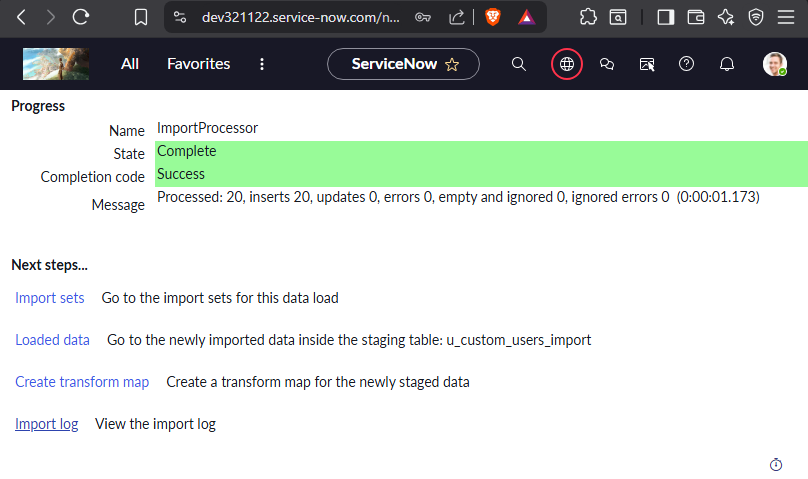 dev321122.service-now.com/n...
All Favorites ServiceNow
Progress
Name ImportProcessor
State Complete
Completion code Success
Message Processed: 20, inserts 20, updates 0, errors 0, empty and ignored 0, ignored errors 0 (0:00:01.173)
Next steps...
Import sets Go to the import sets for this data load
Loaded data Go to the newly imported data inside the staging table: u_custom_users_import
Create transform map Create a transform map for the newly staged data
Import log View the import log